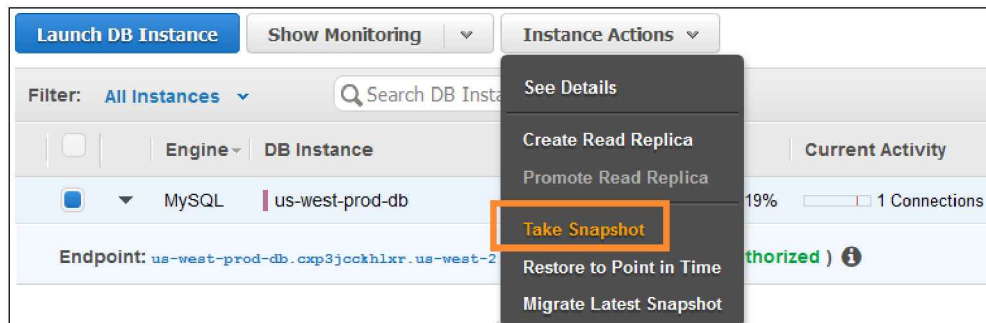 Launch DB Instance Show Monitoring Instance Actions
Filter: All Instances Search DB Insta
See Details
Create Read Replica
Engine DB Instance Current Activity
Promote Read Replica
MySQL us-west-prod-db 19% 1 Connections
Take Snapshot
Endpoint: us-west-prod-db.cxp3jcckhlxr.us-west-2 thorized )
Restore to Point in Time
Migrate Latest Snapshot